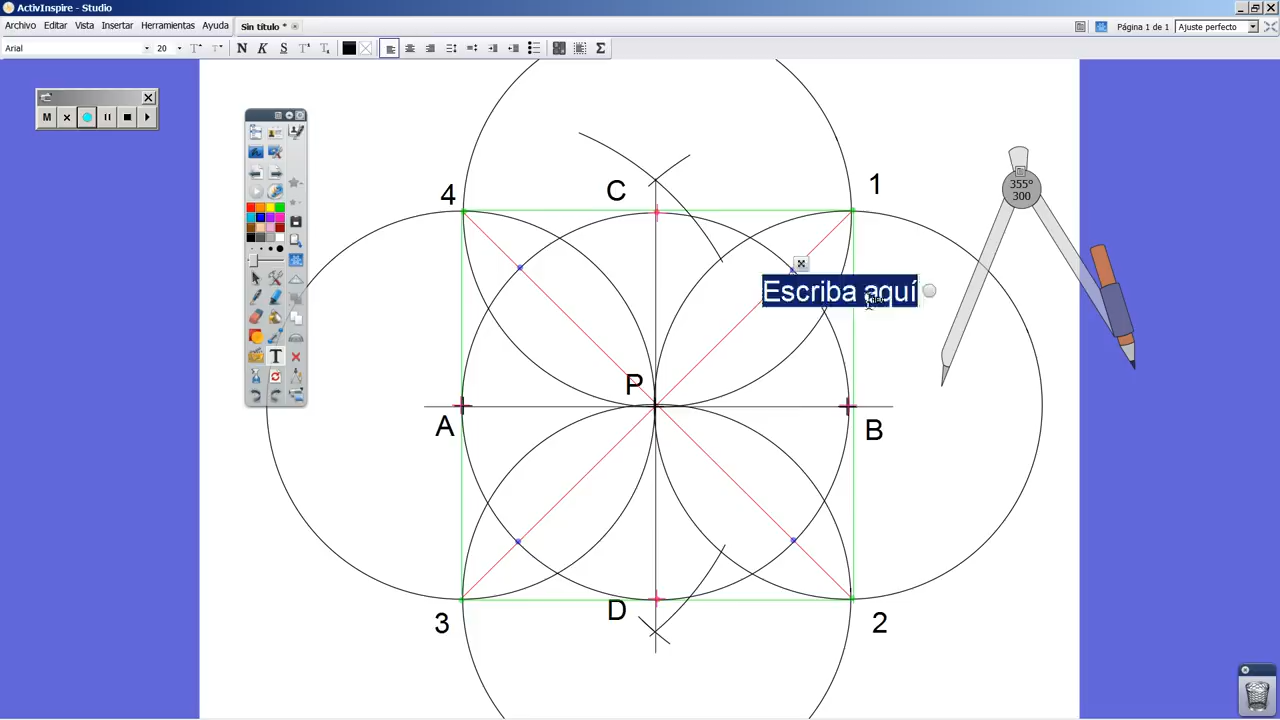 ActivInspire - Studio
Archivo Editar Vista Insertar Herramientas Ayuda
Sin título *
Página 1 de 1
Ajuste perfecto
Arial
20
N K S T T
M
4
C
1
355°
300
Escriba aquí
P
A
B
T
3
D
2